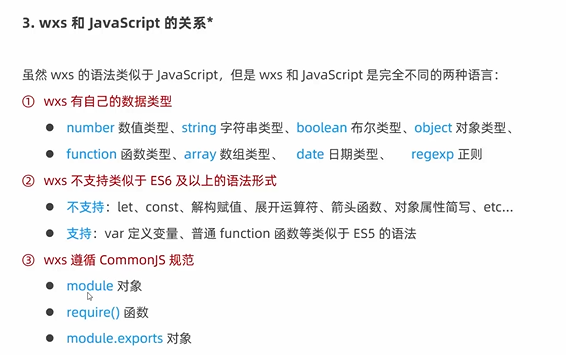 3. wxs 和 JavaScript 的关系*
虽然 wxs 的语法类似于 JavaScript，但是 wxs 和 JavaScript 是完全不同的两种语言：
① wxs 有自己的数据类型
● number 数值类型、string 字符串类型、boolean 布尔类型、object 对象类型、
● function 函数类型、array 数组类型、 date 日期类型、 regexp 正则
② wxs 不支持类似于 ES6 及以上的语法形式
● 不支持：let、const、解构赋值、展开运算符、箭头函数、对象属性简写、etc...
● 支持：var 定义变量、普通 function 函数等类似于 ES5 的语法
③ wxs 遵循 CommonJS 规范
● module 对象
● require() 函数
● module.exports 对象